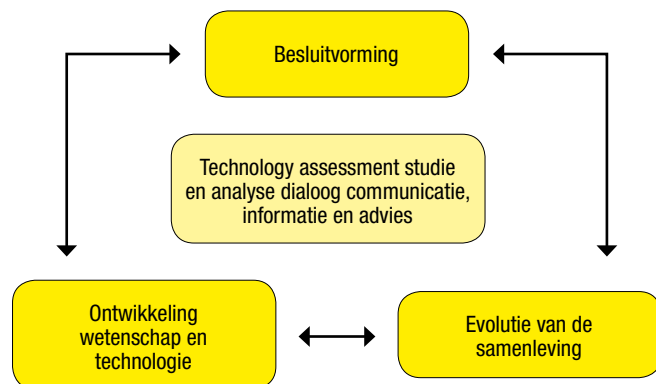 Besluitvorming
Technology assessment studie
en analyse dialoog communicatie,
informatie en advies
Ontwikkeling
wetenschap en
technologie
Evolutie van de
samenleving